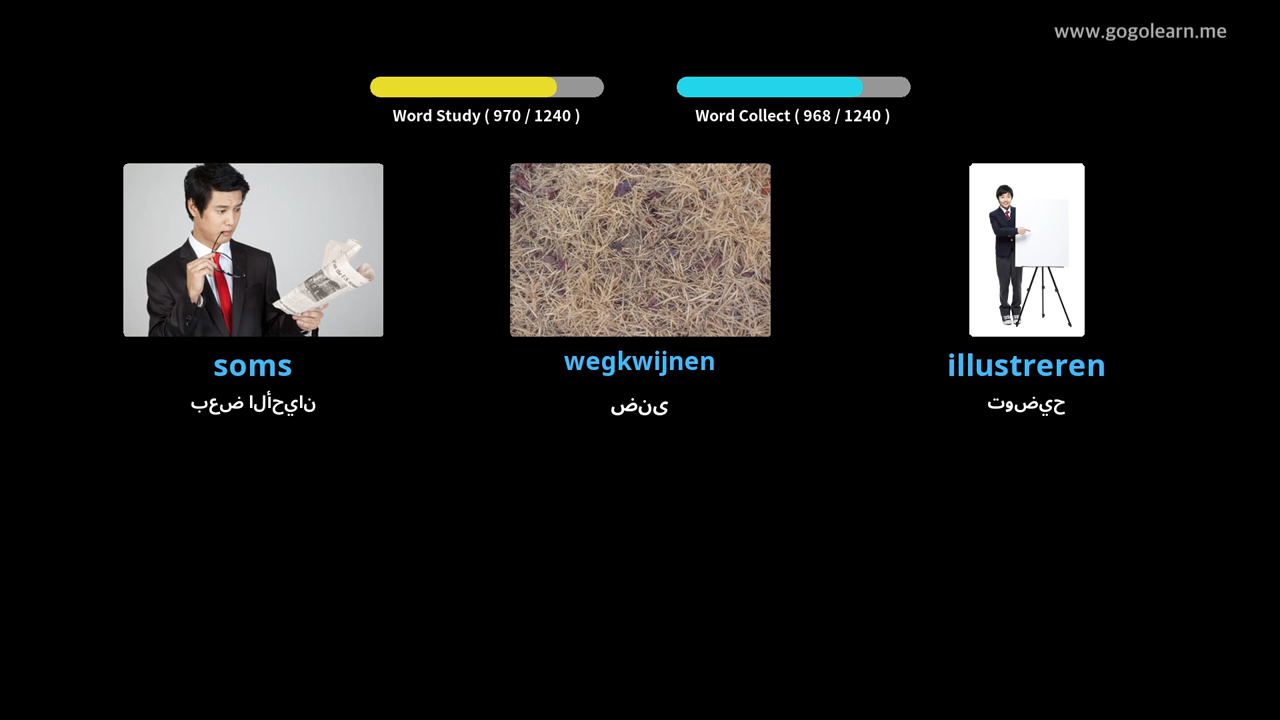 www.gogolearn.me
Word Study ( 970 / 1240 )
Word Collect ( 968 / 1240 )
soms
بعض الأحيان
wegkwijnen
ضنى
illustreren
توضيح